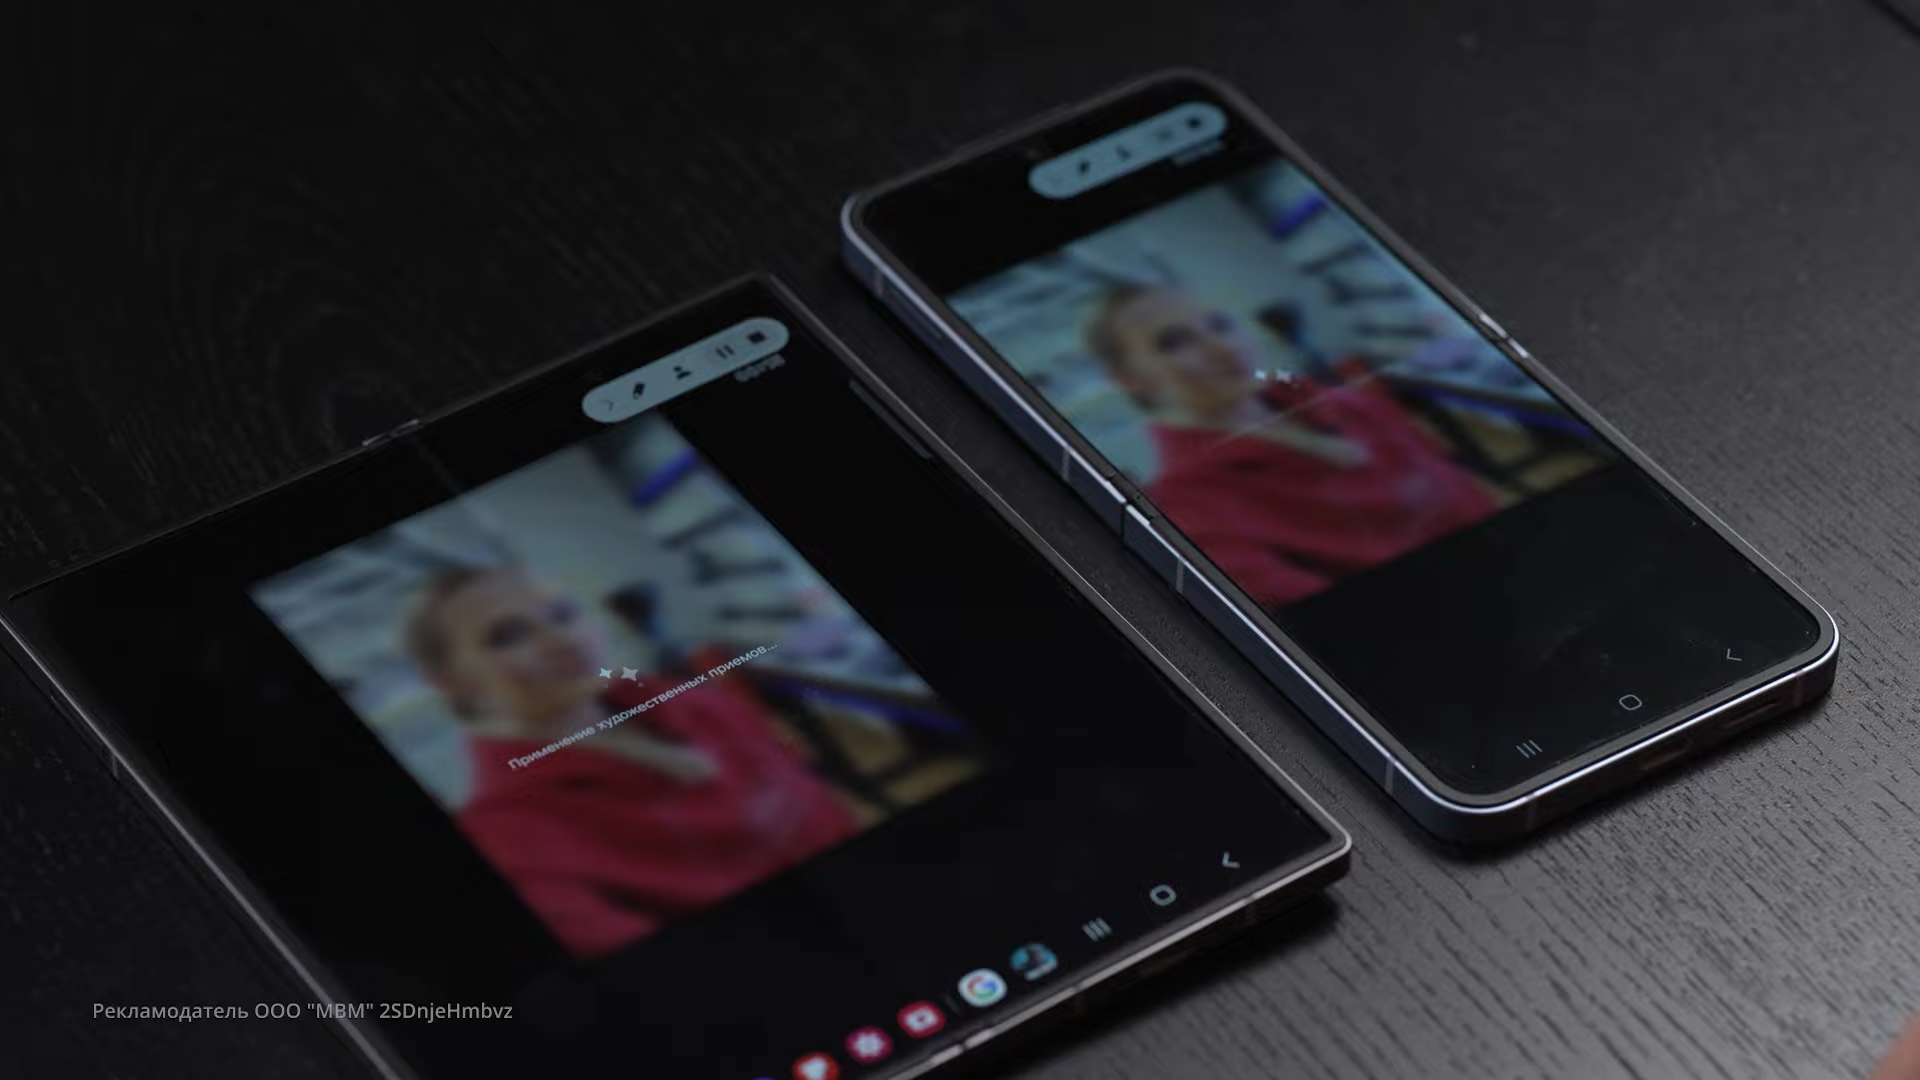 Применение художественных приемов...
Рекламодатель ООО "МВМ" 2SDnjeHmbvz